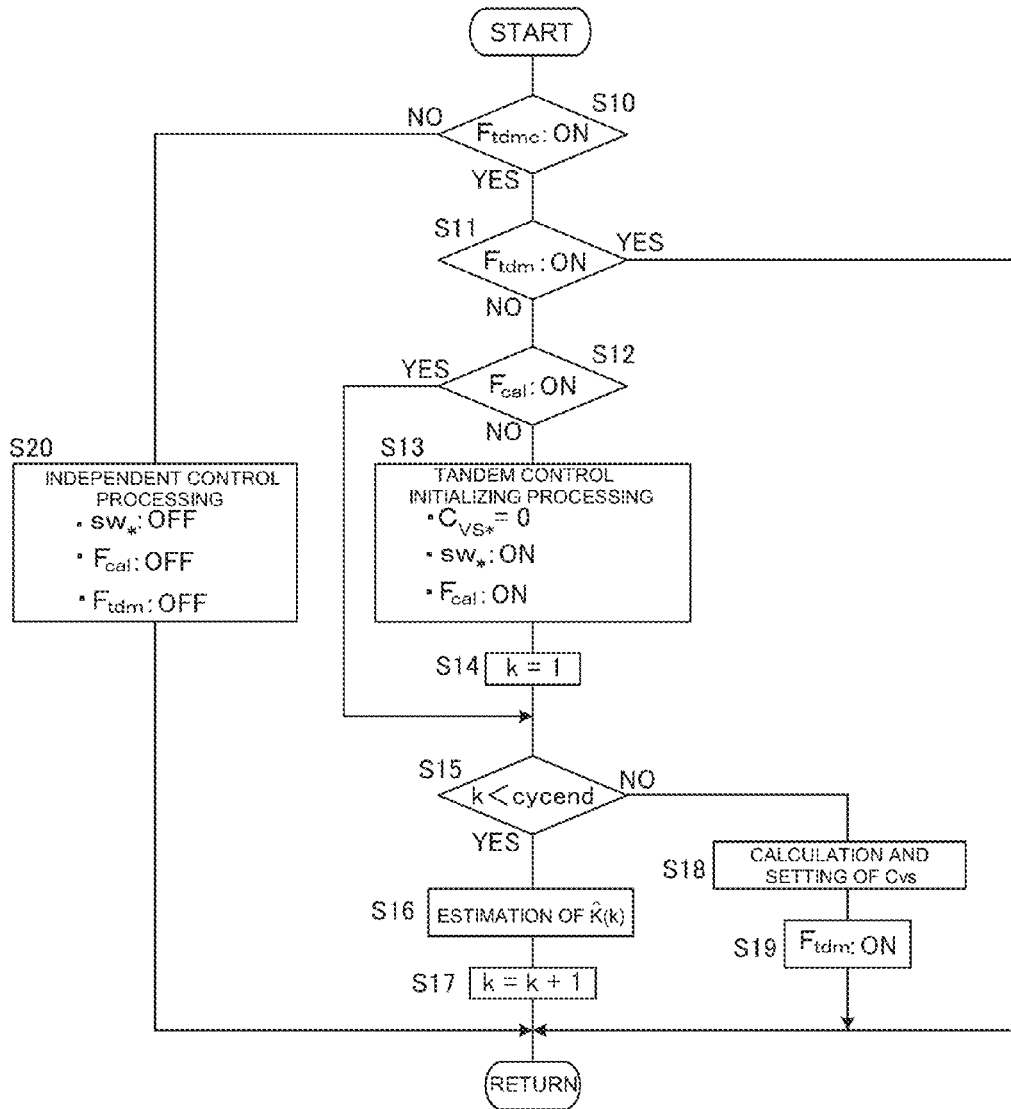 START
S10
NO
Ftdmc: ON
YES
S11
YES
Ftdm: ON
NO
S12
YES
Fcal: ON
NO
S20
INDEPENDENT CONTROL
PROCESSING
・sw*: OFF
・Fcal: OFF
・Ftdm: OFF
S13
TANDEM CONTROL
INITIALIZING PROCESSING
・CVS* = 0
・sw*: ON
・Fcal: ON
S14
k = 1
S15
NO
k < cycend
YES
S18
CALCULATION AND
SETTING OF Cvs
S16
ESTIMATION OF K̂(k)
S19
Ftdm: ON
S17
k = k + 1
RETURN